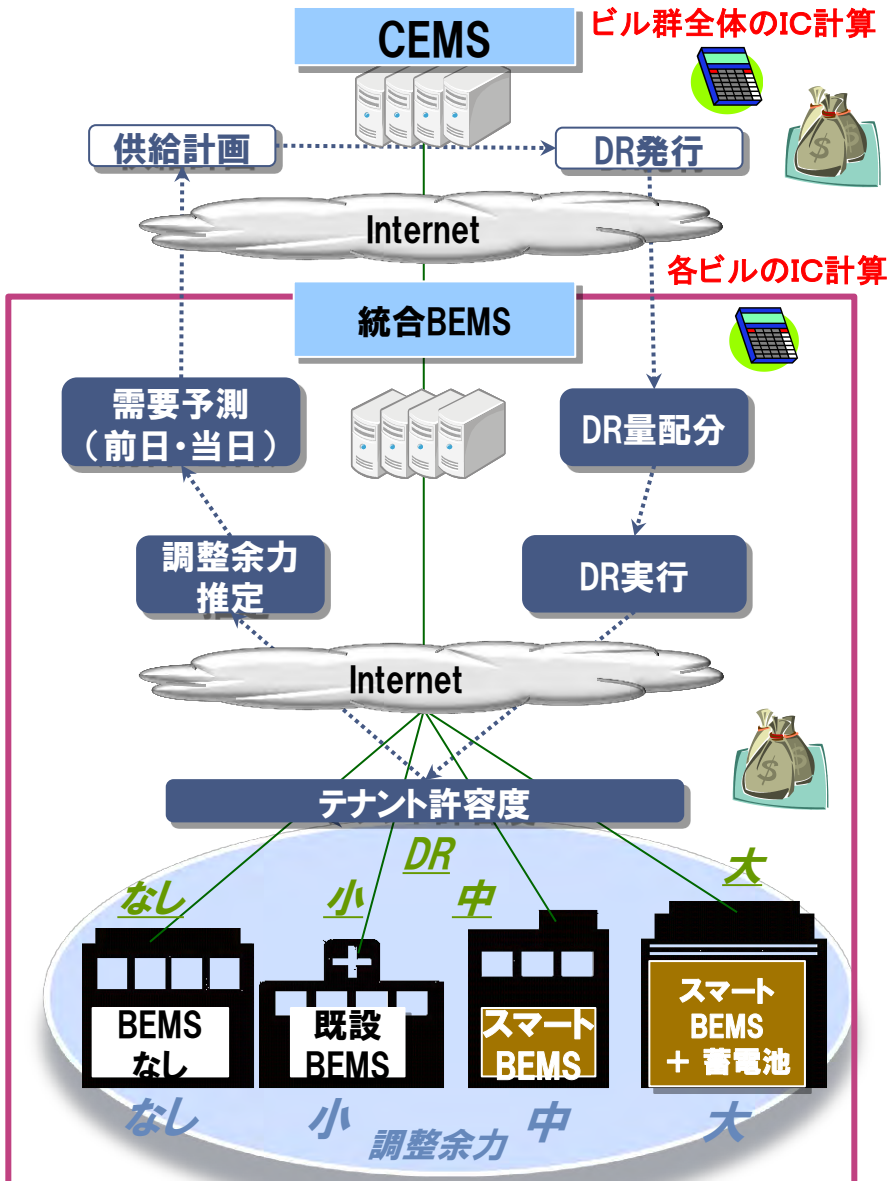 CEMS
ビル群全体のIC計算
供給計画
DR発行
Internet
各ビルのIC計算
統合BEMS
需要予測
（前日・当日）
DR量配分
調整余力
推定
DR実行
Internet
テナント許容度
DR
なし
小
中
大
BEMS
なし
既設
BEMS
スマート
BEMS
スマート
BEMS
+ 蓄電池
なし
小
中
大
調整余力